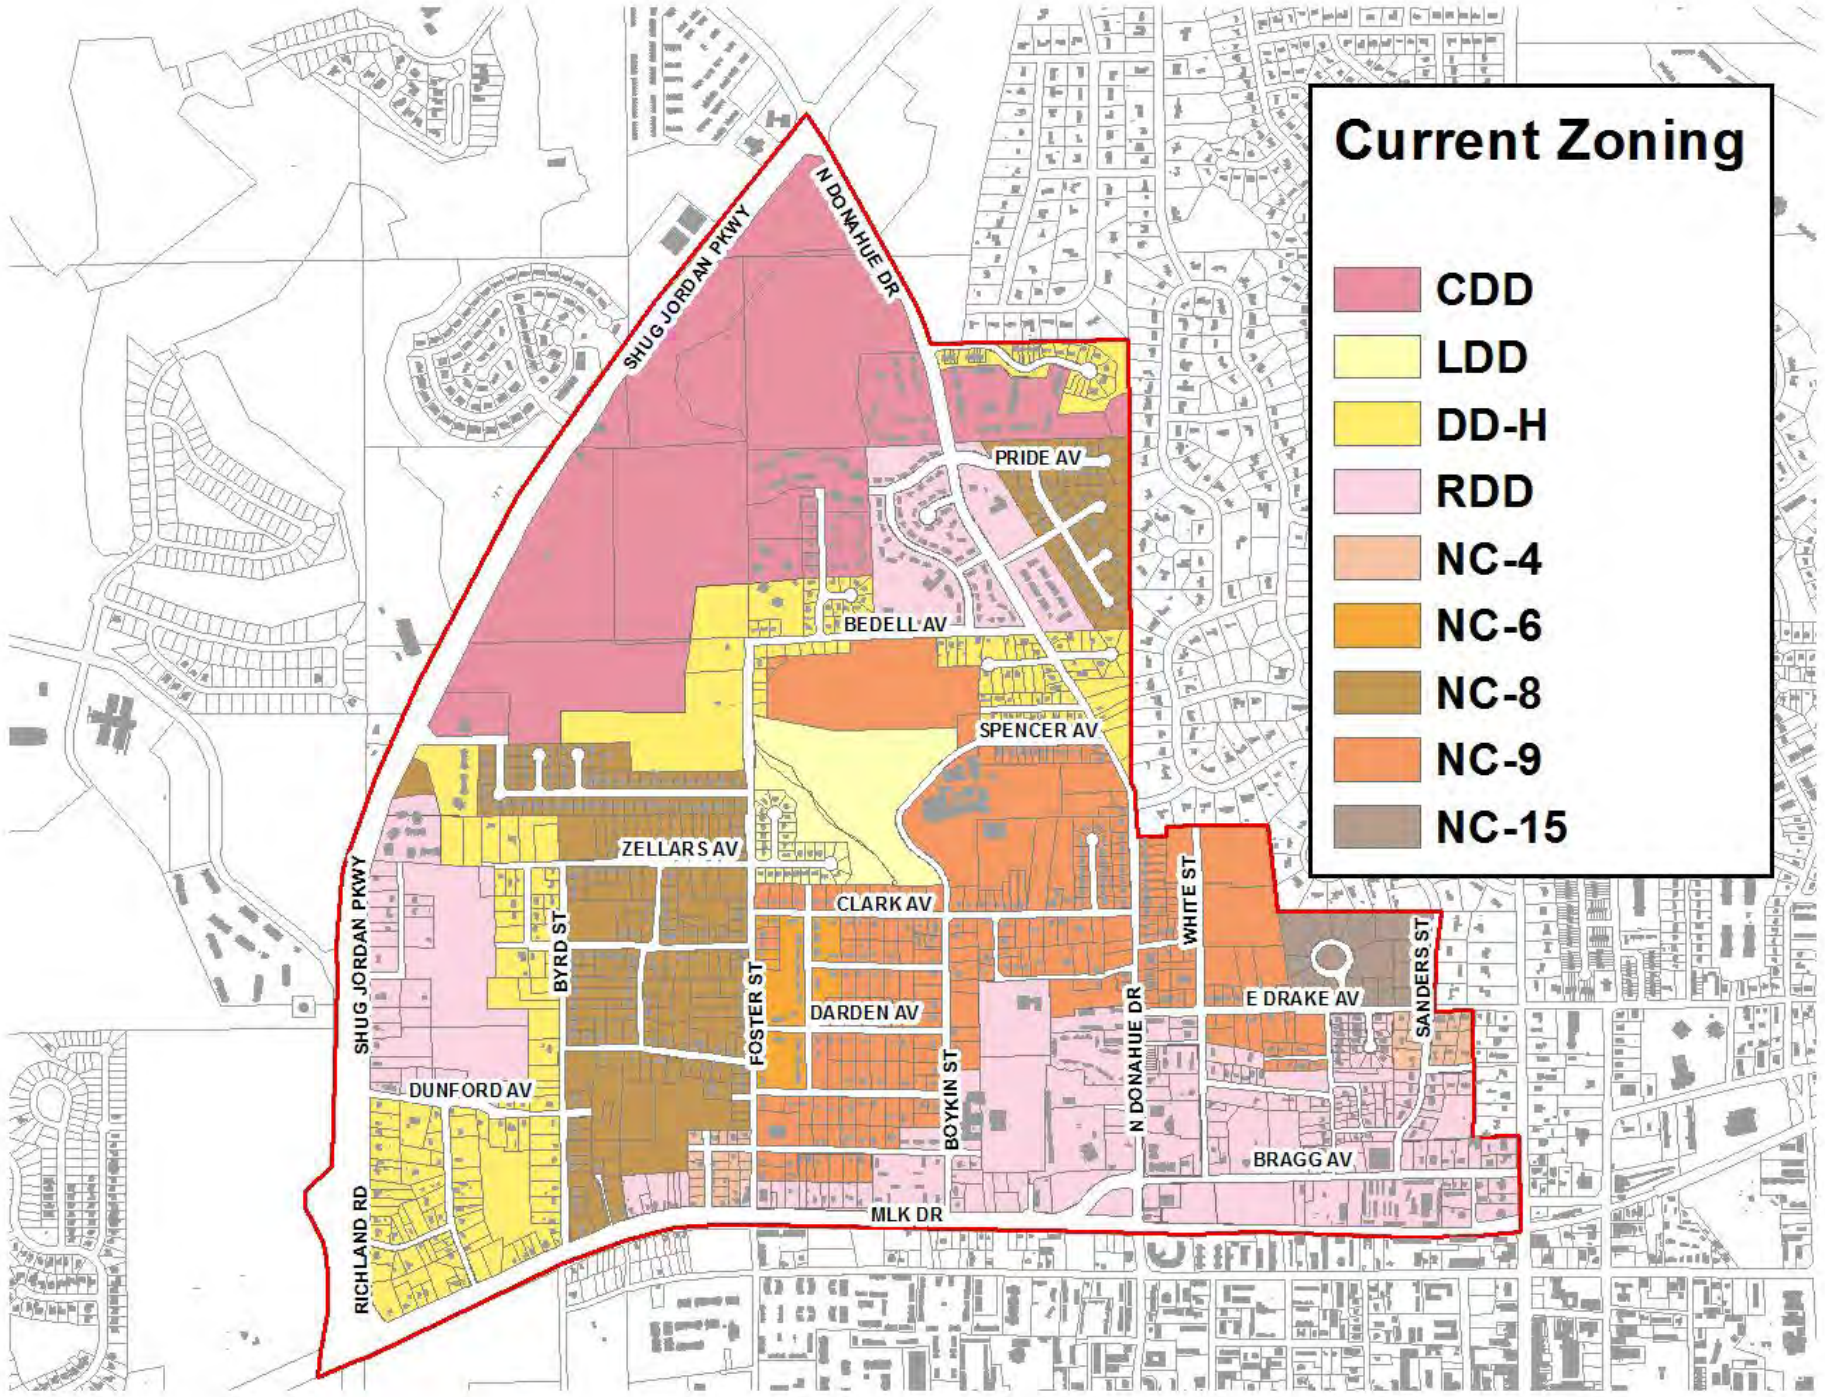 Current Zoning
CDD
LDD
DD-H
RDD
NC-4
NC-6
NC-8
NC-9
NC-15
N DONAHUE DR
SHUG JORDAN PKWY
PRIDE AV
BEDELL AV
SPENCER AV
ZELLARS AV
CLARK AV
WHITE ST
SHUG JORDAN PKWY
BYRD ST
FOSTER ST
SANDERS ST
E DRAKE AV
DARDEN AV
N DONAHUE DR
BOYKIN ST
DUNFORD AV
BRAGG AV
MLK DR
RICHLAND RD